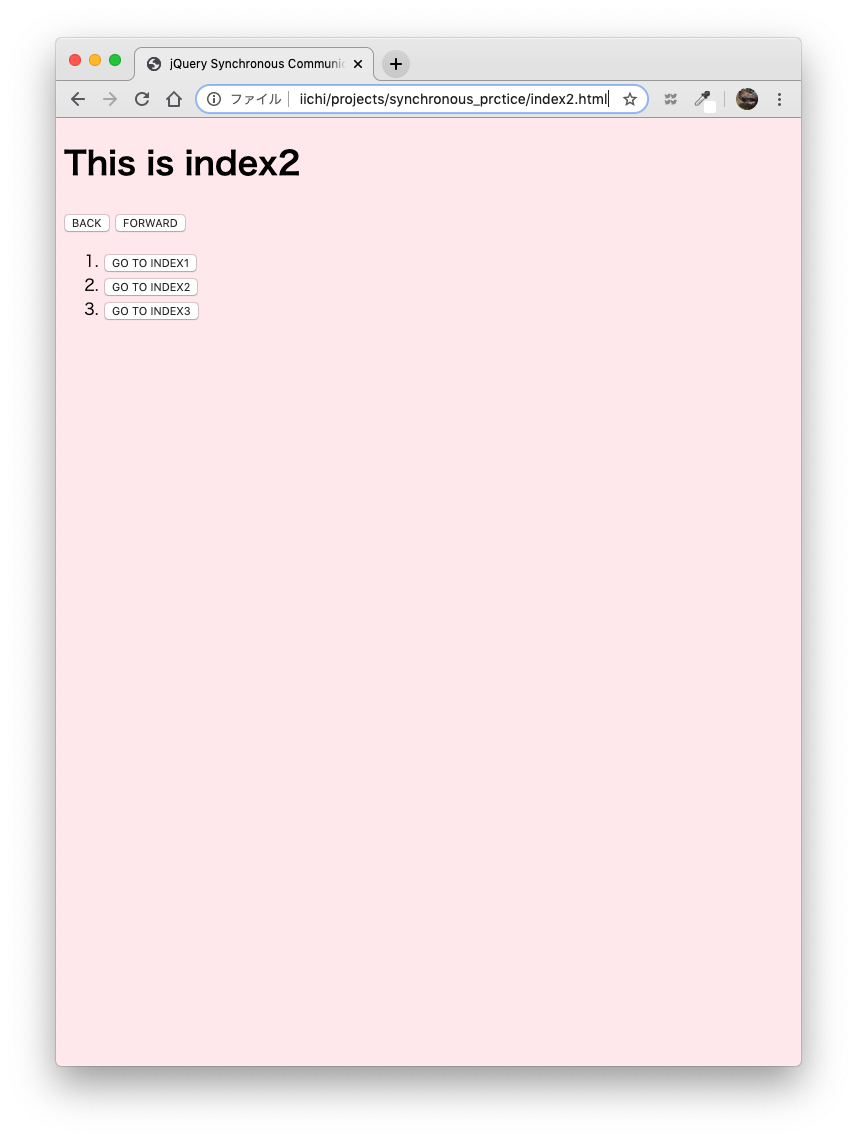 jQuery Synchronous Communic
ファイル iichi/projects/synchronous_prctice/index2.html
This is index2
BACK FORWARD
1. GO TO INDEX1
2. GO TO INDEX2
3. GO TO INDEX3